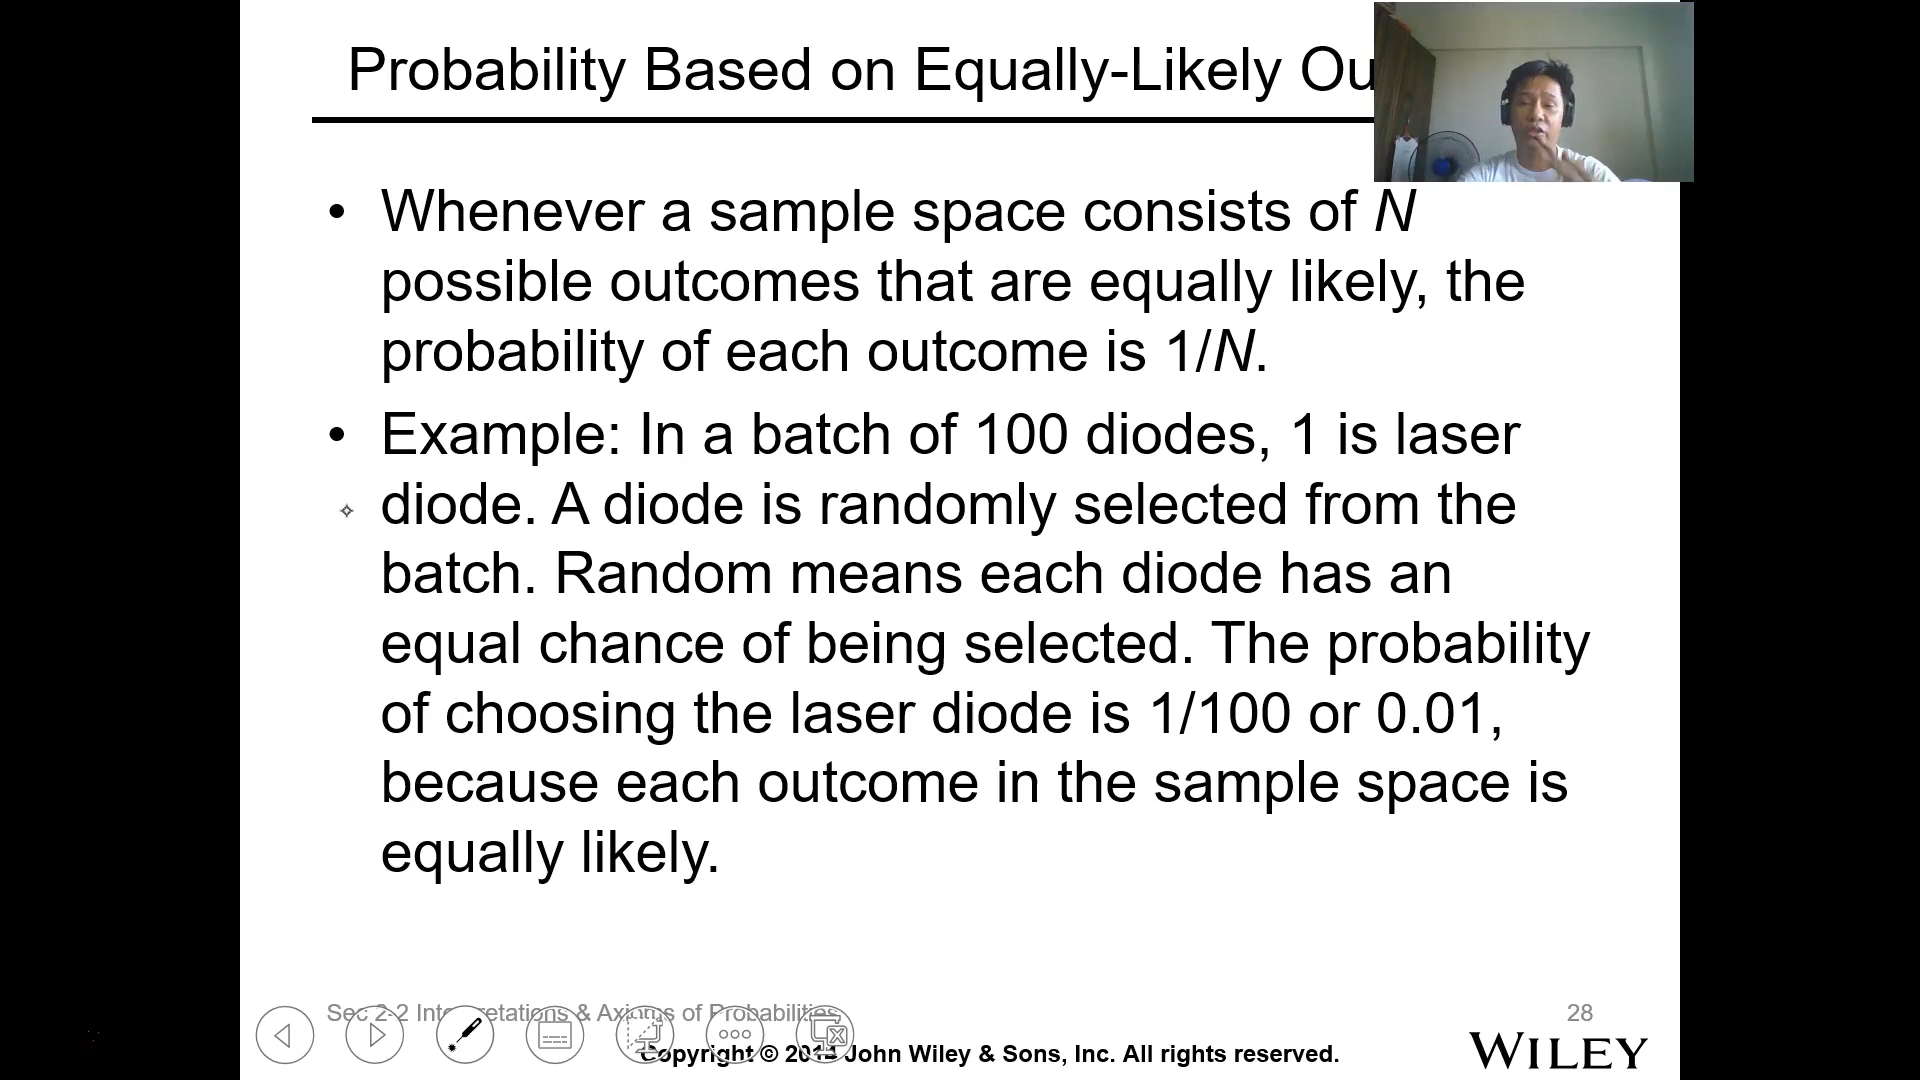 Probability Based on Equally-Likely Ou
• Whenever a sample space consists of N
possible outcomes that are equally likely, the
probability of each outcome is 1/N.
• Example: In a batch of 100 diodes, 1 is laser
diode. A diode is randomly selected from the
batch. Random means each diode has an
equal chance of being selected. The probability
of choosing the laser diode is 1/100 or 0.01,
because each outcome in the sample space is
equally likely.
Sec 2-2 Interpretations & Axioms of Probabilities
28
Copyright © 2014 John Wiley & Sons, Inc. All rights reserved.
WILEY